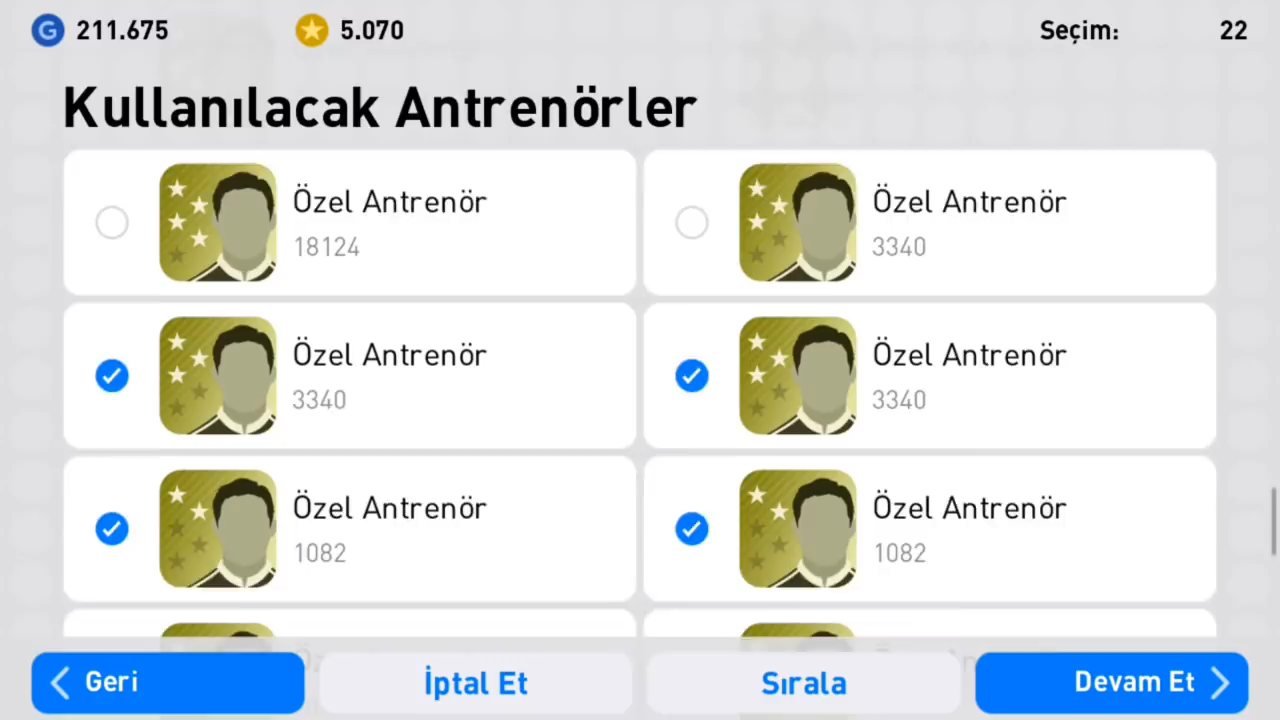 G 211.675
5.070
Seçim: 22
Kullanılacak Antrenörler
Özel Antrenör
18124
Özel Antrenör
3340
Özel Antrenör
3340
Özel Antrenör
3340
Özel Antrenör
1082
Özel Antrenör
1082
Geri
İptal Et
Sırala
Devam Et